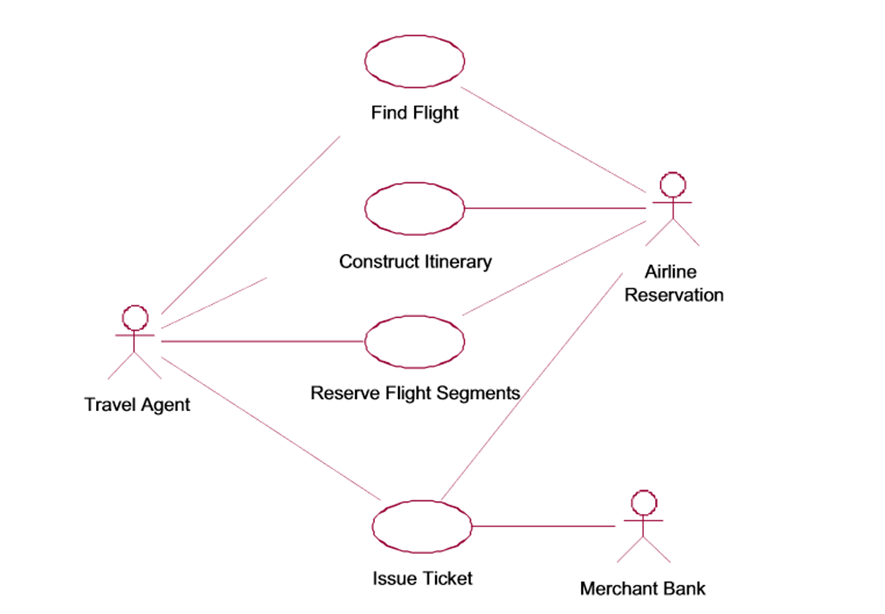 Find Flight
Construct Itinerary
Airline
Reservation
Reserve Flight Segments
Travel Agent
Issue Ticket
Merchant Bank